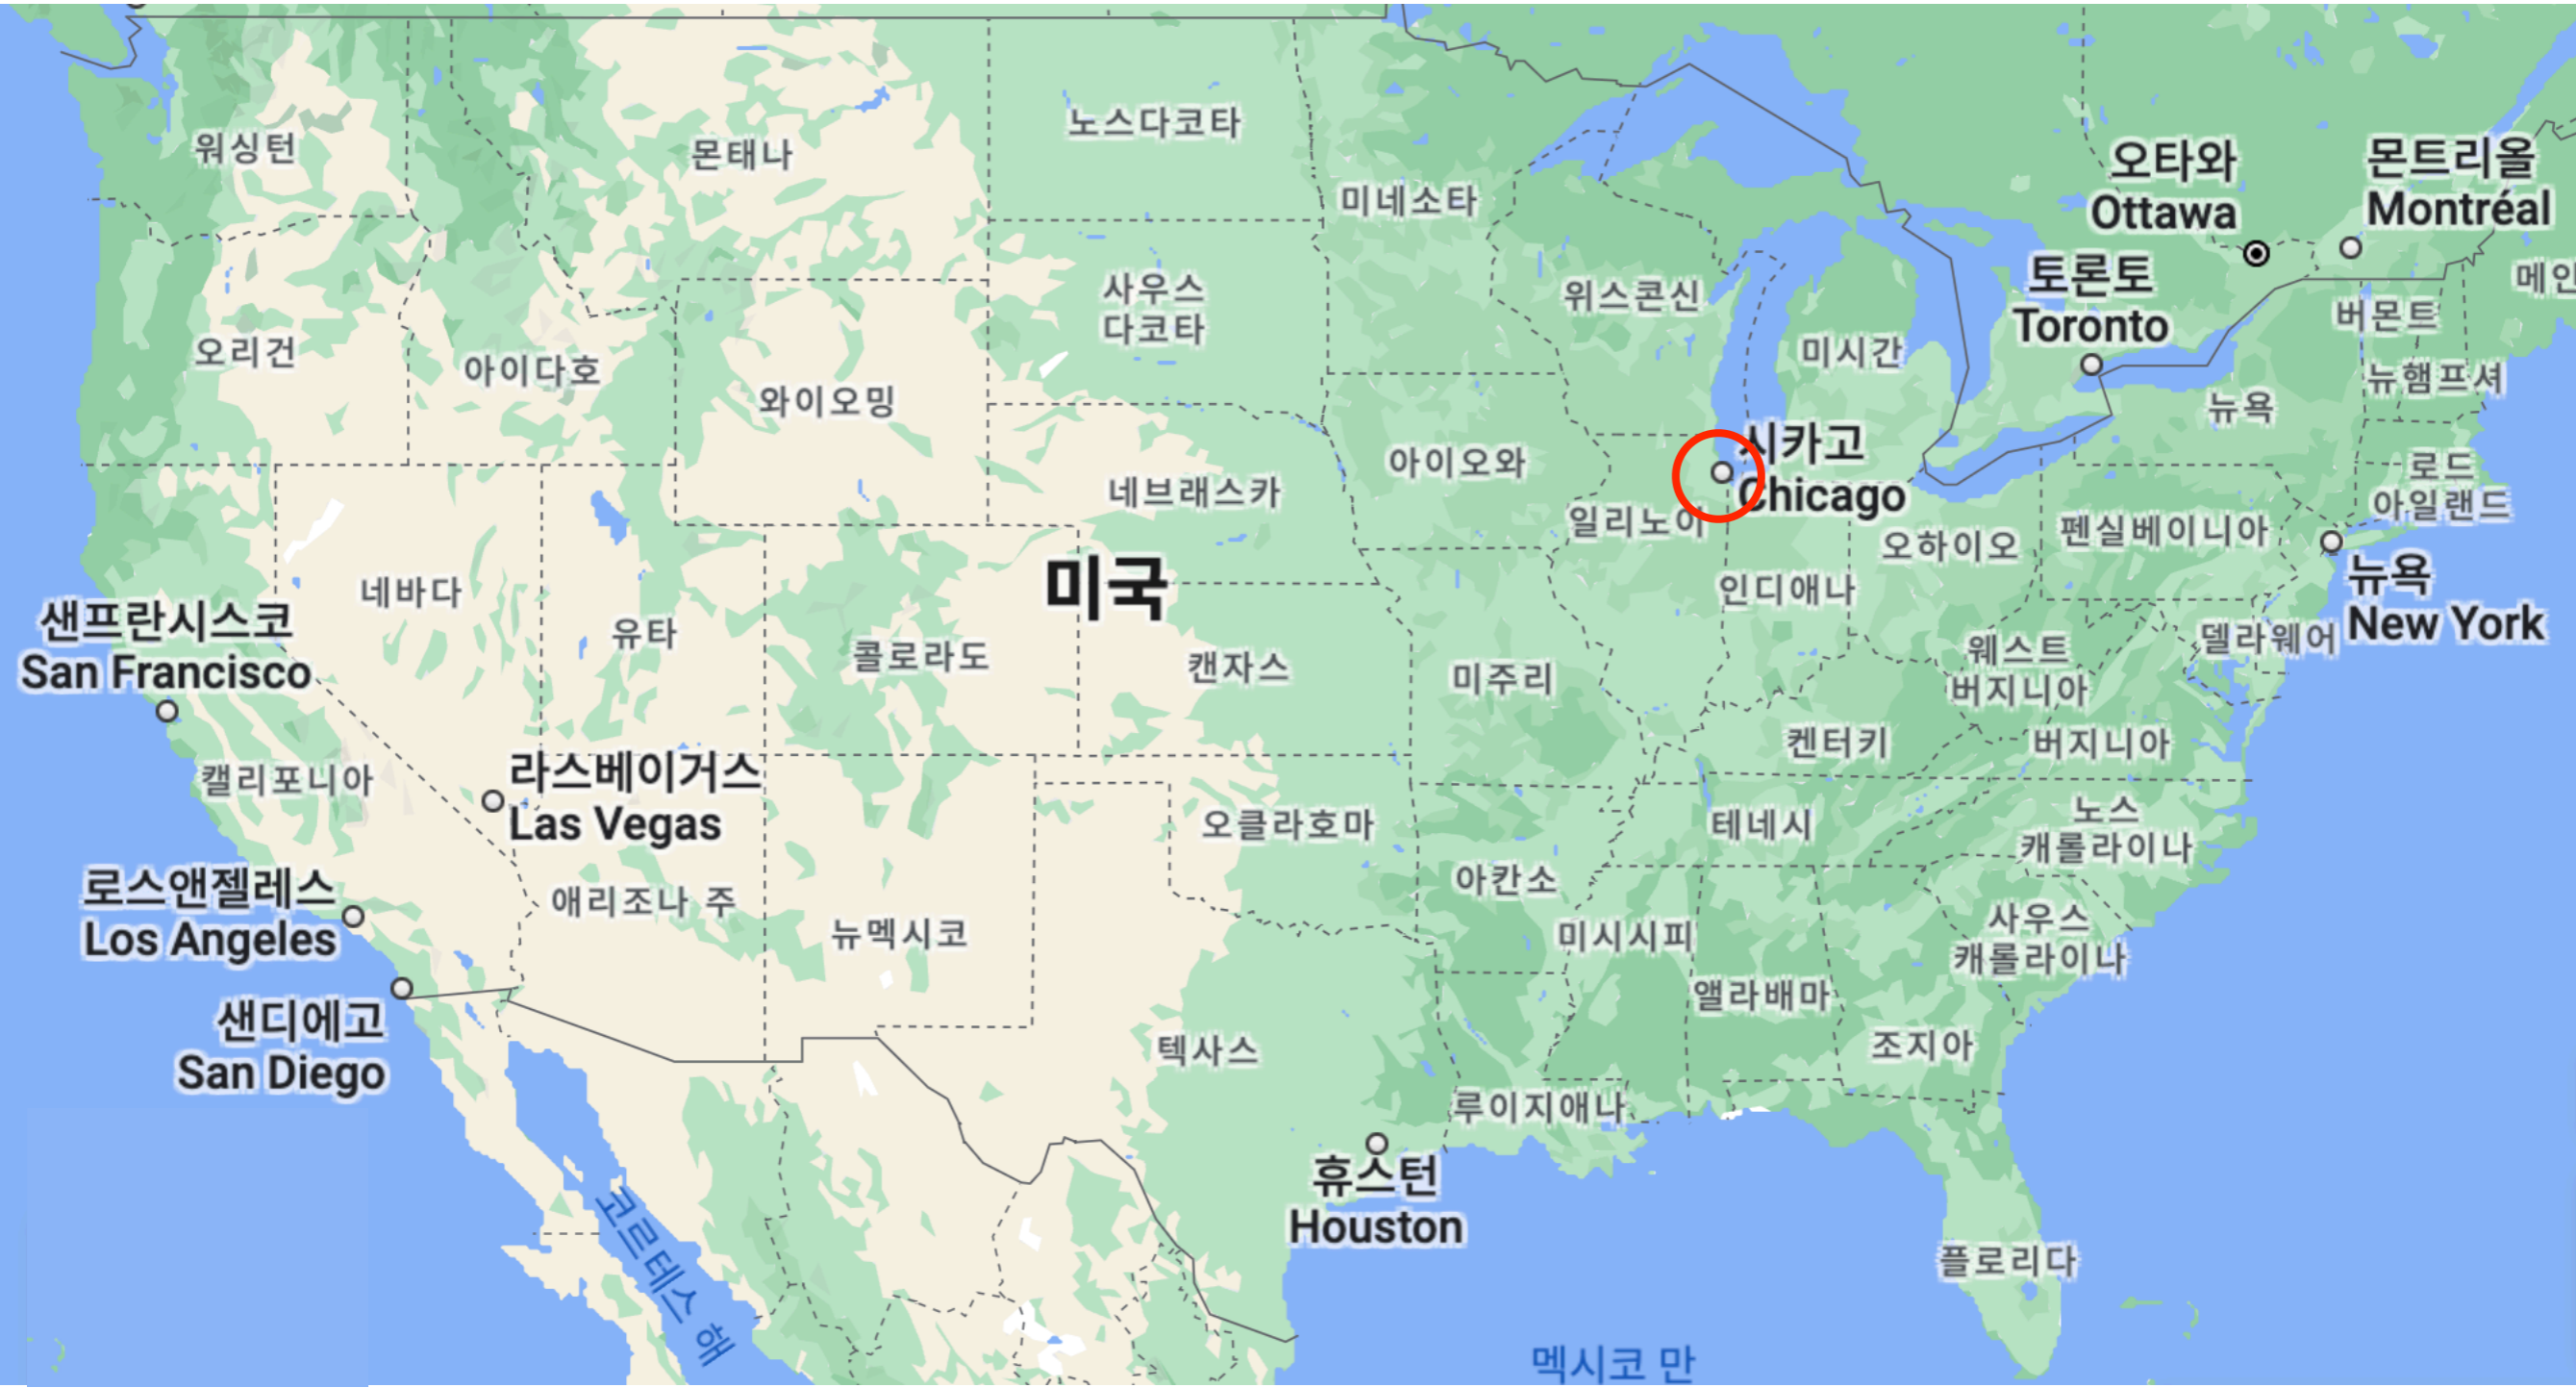 워싱턴
몬태나
노스다코타
미네소타
오타와
Ottawa
몬트리올
Montréal
토론토
Toronto
버몬트
뉴햄프셔
뉴욕
오리건
아이다호
와이오밍
사우스
다코타
위스콘신
미시간
시카고
Chicago
아이오와
네브래스카
일리노이
인디애나
오하이오
펜실베이니아
로드
아일랜드
뉴욕
New York
델라웨어
미국
네바다
유타
콜로라도
캔자스
미주리
웨스트
버지니아
켄터키
버지니아
샌프란시스코
San Francisco
캘리포니아
라스베이거스
Las Vegas
로스앤젤레스
Los Angeles
애리조나 주
뉴멕시코
오클라호마
아칸소
테네시
노스
캐롤라이나
사우스
캐롤라이나
미시시피
앨라배마
조지아
샌디에고
San Diego
텍사스
루이지애나
휴스턴
Houston
플로리다
코르테스 해
멕시코 만